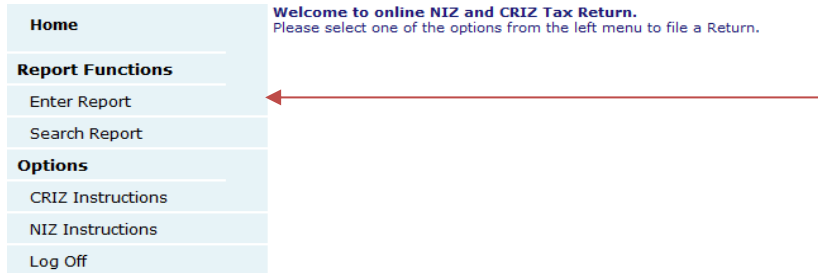 Home
Welcome to online NIZ and CRIZ Tax Return.
Please select one of the options from the left menu to file a Return.
Report Functions
Enter Report
Search Report
Options
CRIZ Instructions
NIZ Instructions
Log Off